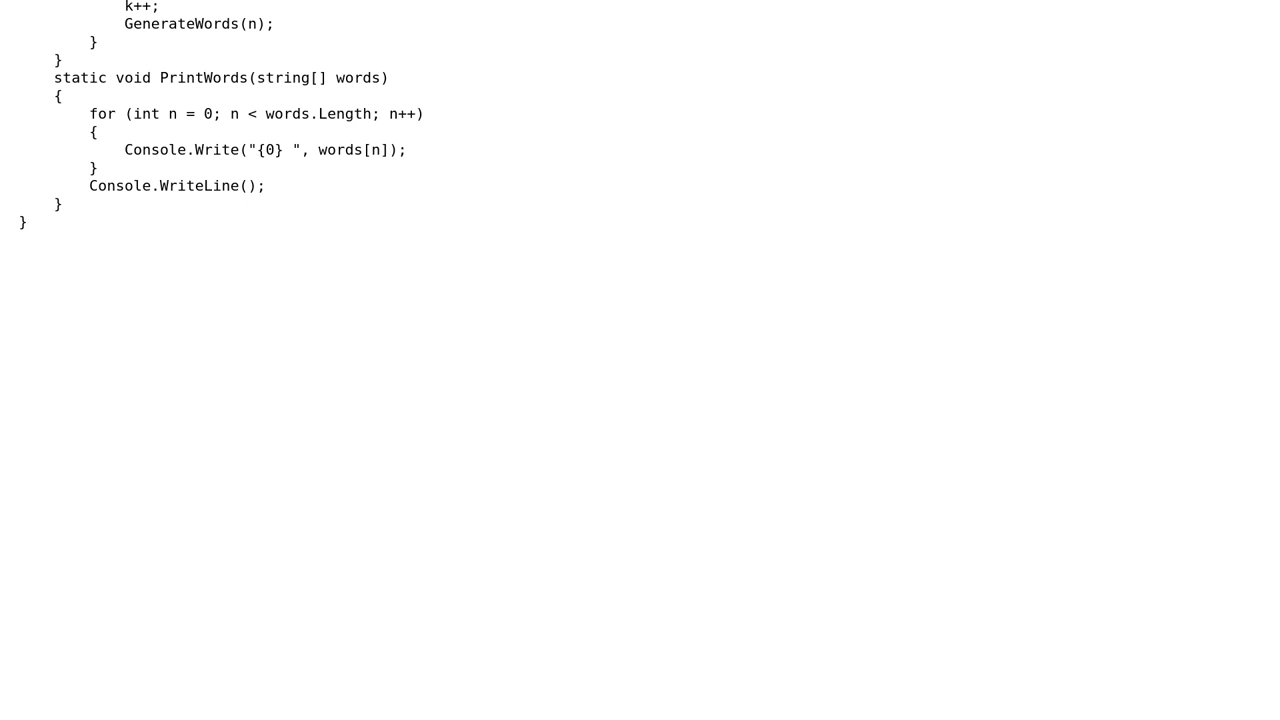 k++;
            GenerateWords(n);
        }
    }
    static void PrintWords(string[] words)
    {
        for (int n = 0; n < words.Length; n++)
        {
            Console.Write("{0} ", words[n]);
        }
        Console.WriteLine();
    }
}